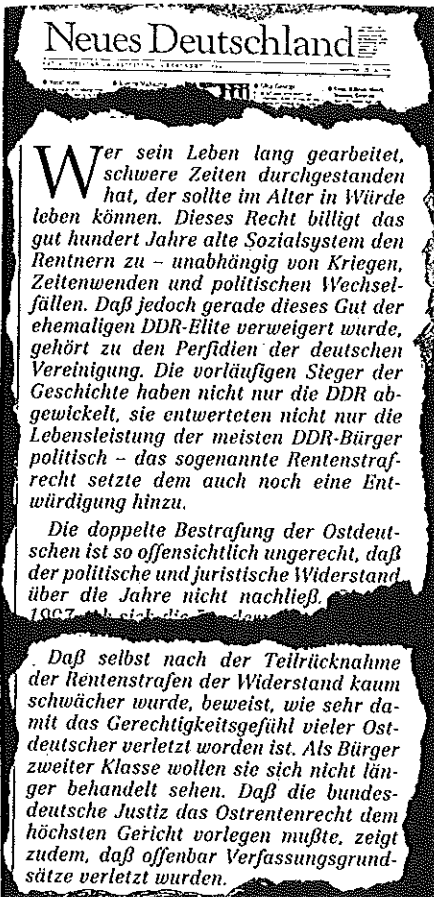 Neues Deutschland
Wer sein Leben lang gearbeitet,
schwere Zeiten durchgestanden
hat, der sollte im Alter in Würde
leben können. Dieses Recht billigt das
gut hundert Jahre alte Sozialsystem den
Rentnern zu – unabhängig von Kriegen,
Zeitenwenden und politischen Wechsel-
fällen. Daß jedoch gerade dieses Gut der
ehemaligen DDR-Elite verweigert wurde,
gehört zu den Perfidien der deutschen
Vereinigung. Die vorläufigen Sieger der
Geschichte haben nicht nur die DDR ab-
gewickelt, sie entwerteten nicht nur die
Lebensleistung der meisten DDR-Bürger
politisch – das sogenannte Rentenstraf-
recht setzte dem auch noch eine Ent-
würdigung hinzu.
Die doppelte Bestrafung der Ostdeut-
schen ist so offensichtlich ungerecht, daß
der politische und juristische Widerstand
über die Jahre nicht nachließ.
Daß selbst nach der Teilrücknahme
der Rentenstrafen der Widerstand kaum
schwächer wurde, beweist, wie sehr da-
mit das Gerechtigkeitsgefühl vieler Ost-
deutscher verletzt worden ist. Als Bürger
zweiter Klasse wollen sie sich nicht län-
ger behandelt sehen. Daß die bundes-
deutsche Justiz das Ostrentenrecht dem
höchsten Gericht vorlegen mußte, zeigt
zudem, daß offenbar Verfassungsgrund-
sätze verletzt wurden.